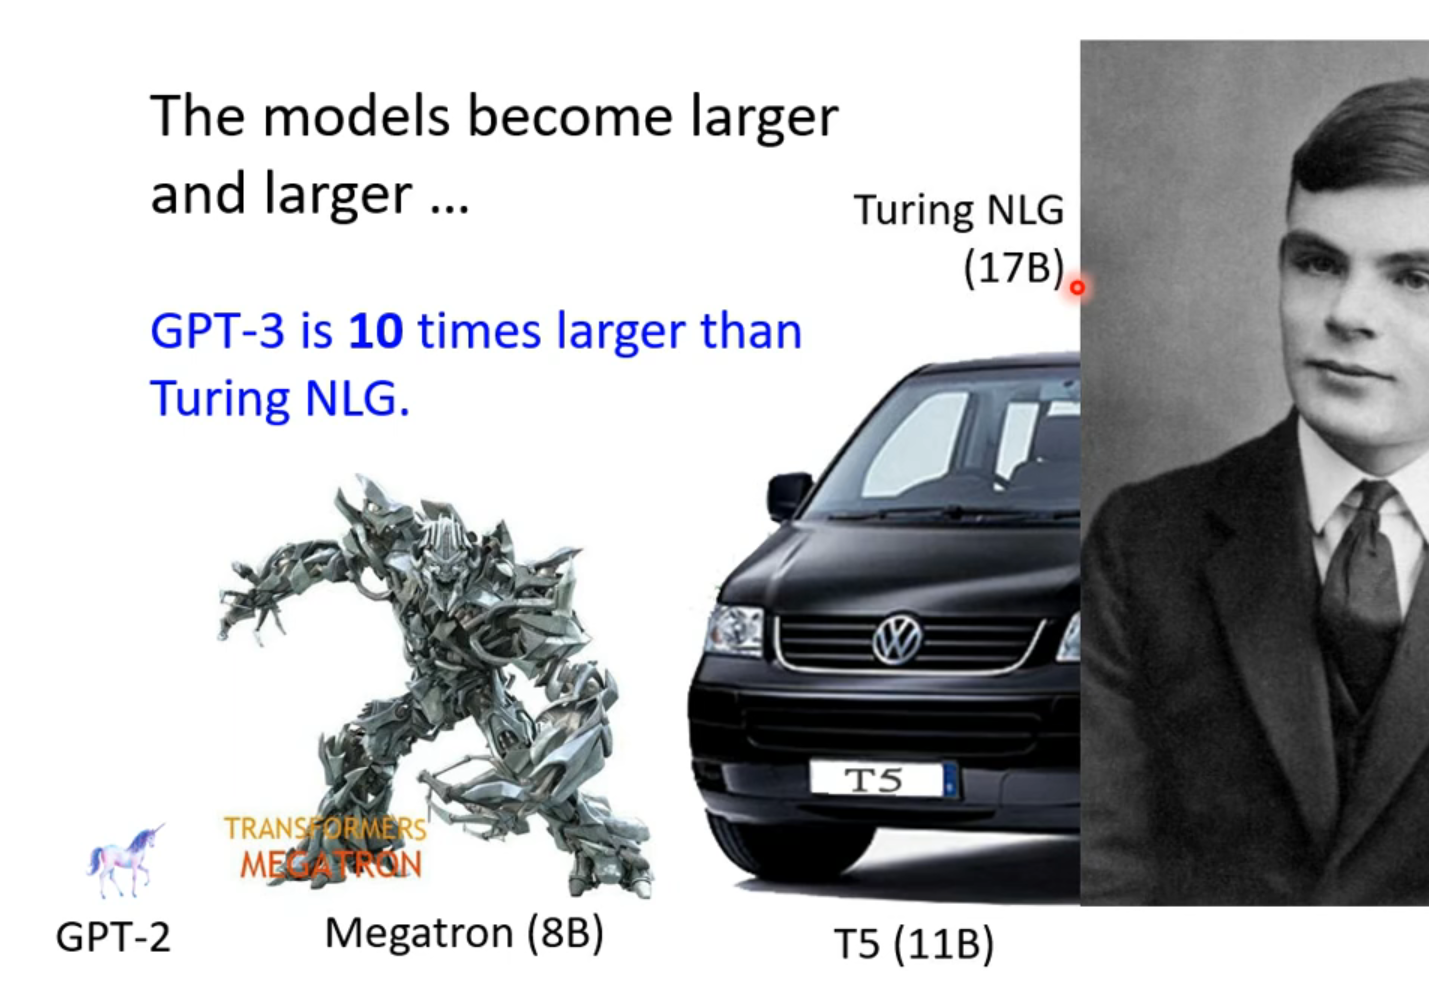 The models become larger
and larger ...
Turing NLG
(17B)
GPT-3 is 10 times larger than
Turing NLG.
T5
TRANSFORMERS
MEGATRON
GPT-2
Megatron (8B)
T5 (11B)